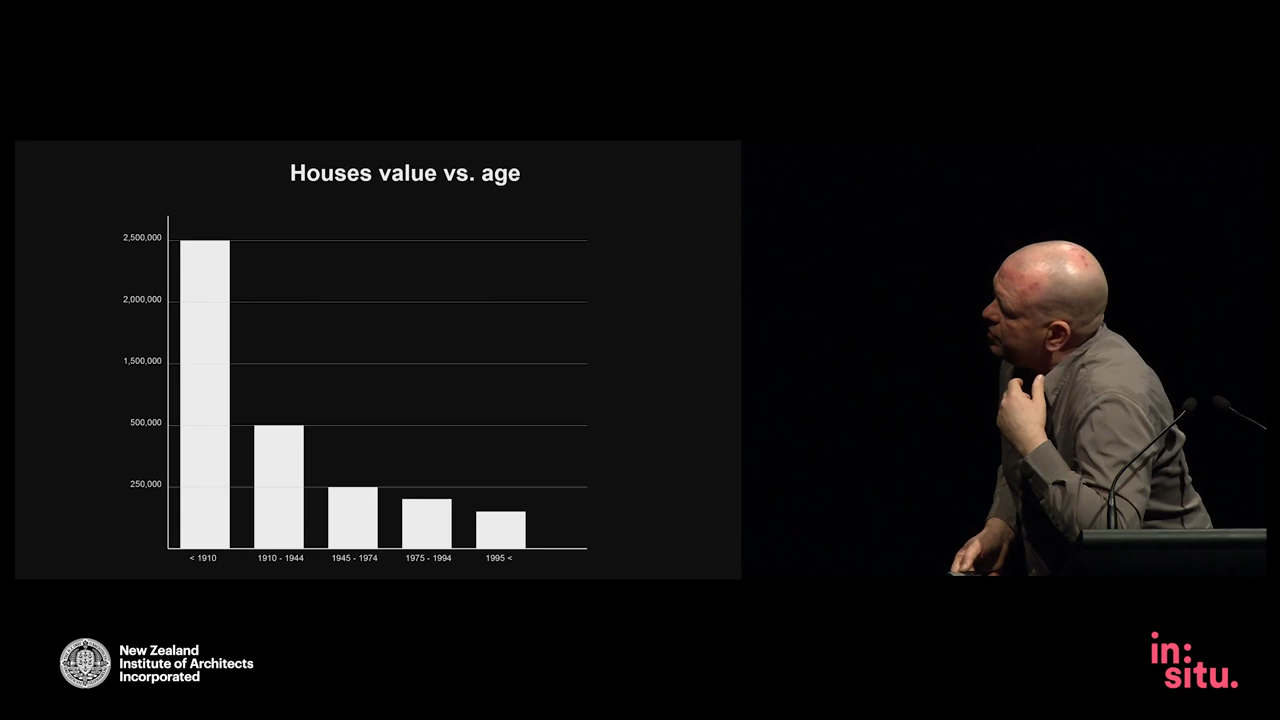 Houses value vs. age
2,500,000
2,000,000
1,500,000
500,000
250,000
< 1910
1910 - 1944
1945 - 1974
1975 - 1994
1995 <
New Zealand
Institute of Architects
Incorporated
in:
situ.